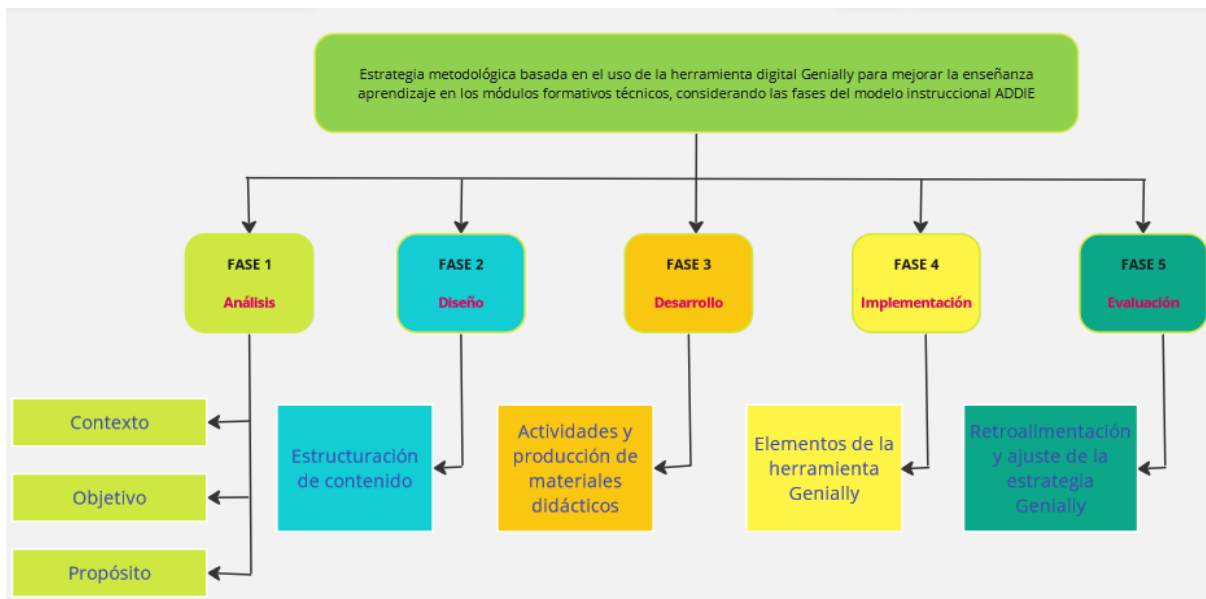 Estrategia metodológica basada en el uso de la herramienta digital Genially para mejorar la enseñanza
aprendizaje en los módulos formativos técnicos, considerando las fases del modelo instruccional ADDIE
FASE 1
Análisis
FASE 2
Diseño
FASE 3
Desarrollo
FASE 4
Implementación
FASE 5
Evaluación
Contexto
Objetivo
Propósito
Estructuración
de contenido
Actividades y
producción de
materiales
didácticos
Elementos de la
herramienta
Genially
Retroalimentación
y ajuste de la
estrategia
Genially